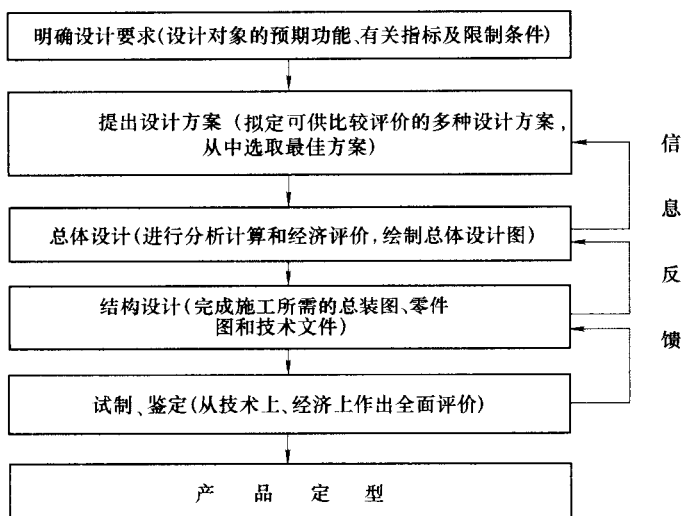 明确设计要求(设计对象的预期功能、有关指标及限制条件)
提出设计方案 (拟定可供比较评价的多种设计方案,
从中选取最佳方案)
总体设计(进行分析计算和经济评价,绘制总体设计图)
结构设计(完成施工所需的总装图、零件
图和技术文件)
试制、鉴定(从技术上、经济上作出全面评价)
产 品 定 型
信
息
反
馈